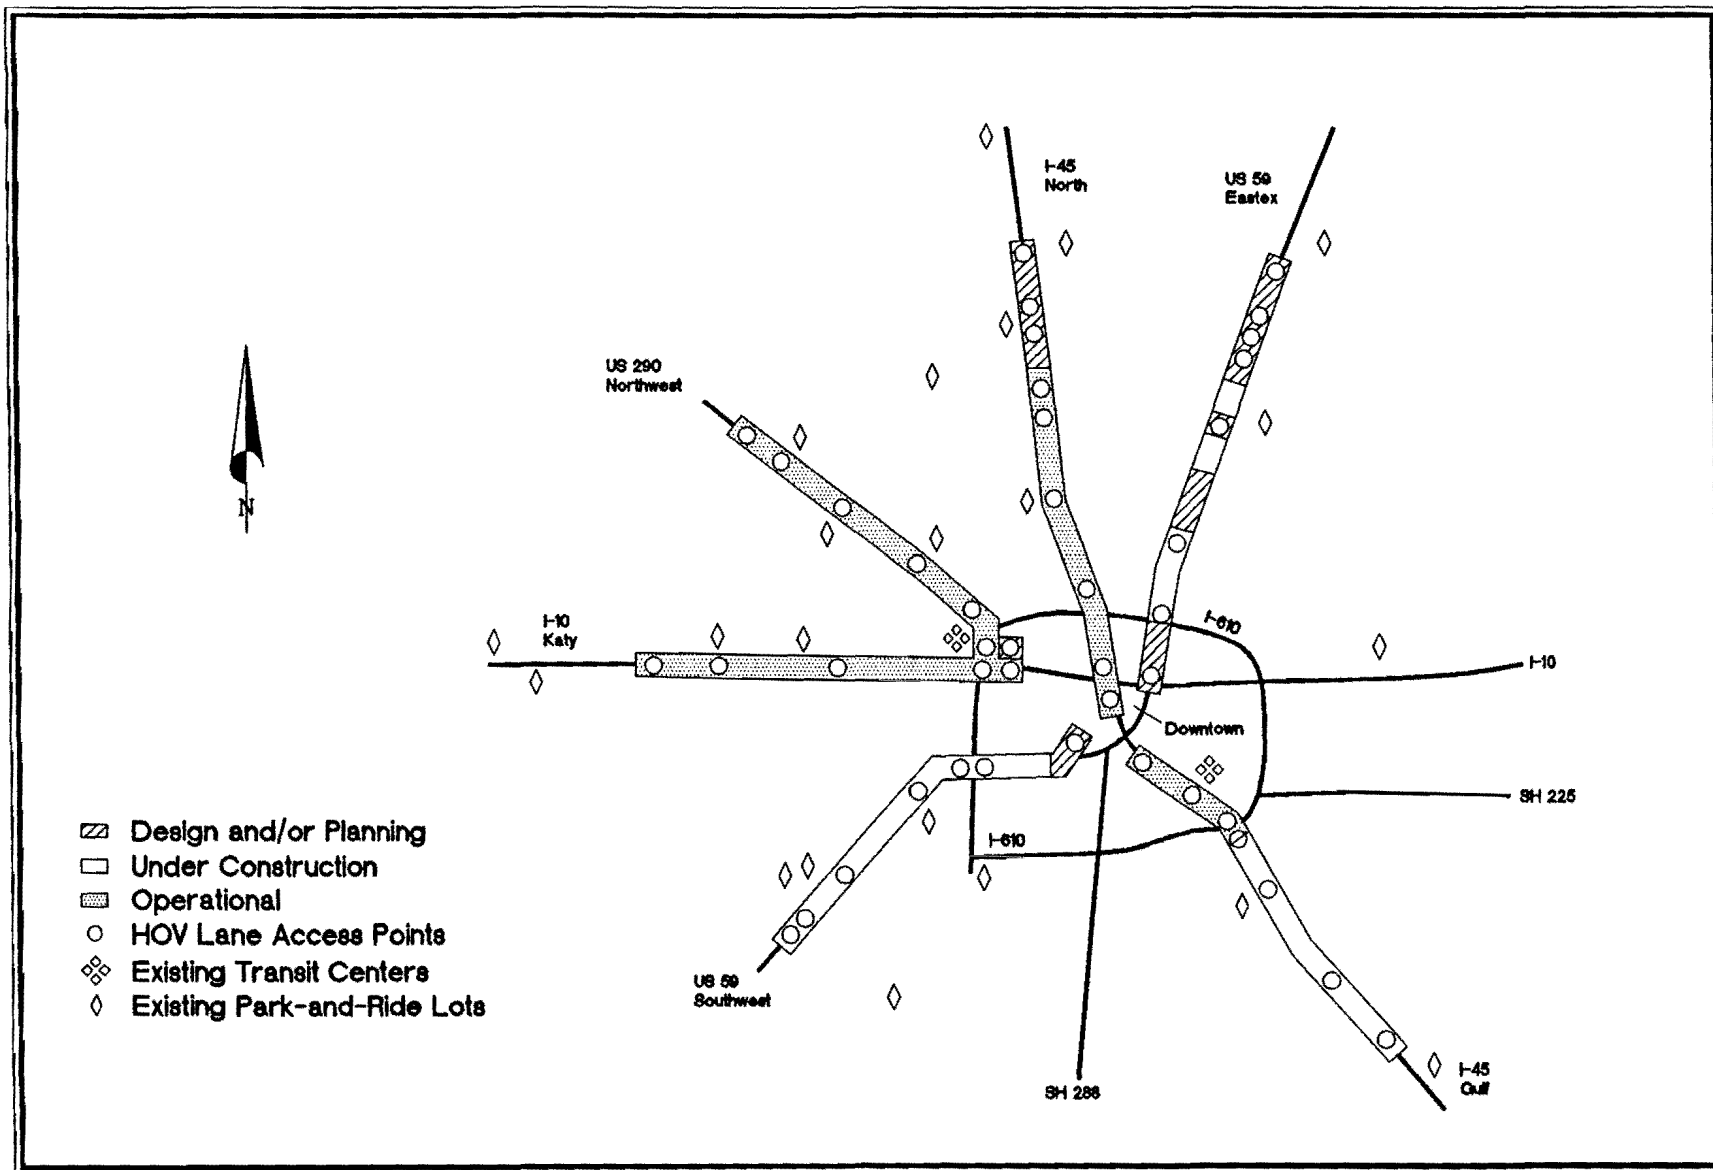 I-45
North
US 59
Eastex
US 290
Northwest
N
I-10
Katy
I-610
I-10
Downtown
SH 225
I-610
Design and/or Planning
Under Construction
Operational
HOV Lane Access Points
Existing Transit Centers
Existing Park-and-Ride Lots
US 59
Southwest
SH 288
I-45
Gulf